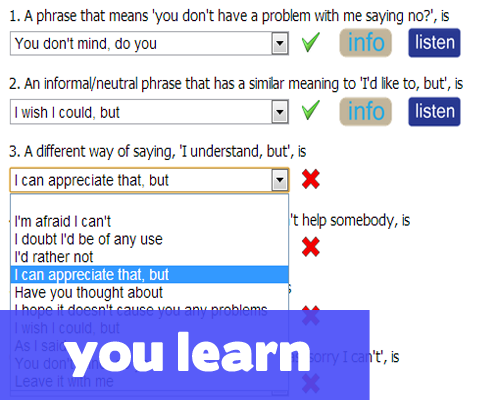 1. A phrase that means 'you don't have a problem with me saying no?', is
You don't mind, do you
info
listen
2. An informal/neutral phrase that has a similar meaning to 'I'd like to, but', is
I wish I could, but
info
listen
3. A different way of saying, 'I understand, but', is
I can appreciate that, but
't help somebody, is
I'm afraid I can't
I doubt I'd be of any use
I'd rather not
I can appreciate that, but
Have you thought about
I hope it doesn't cause you any problems
I wish I could, but
As I said
You don't mind
sorry I can't', is
Leave it with me
you learn